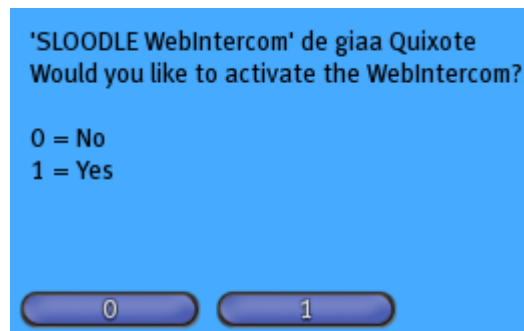 'SLOODLE WebIntercom' de giaa Quixote
Would you like to activate the WebIntercom?
0 = No
1 = Yes
0 1